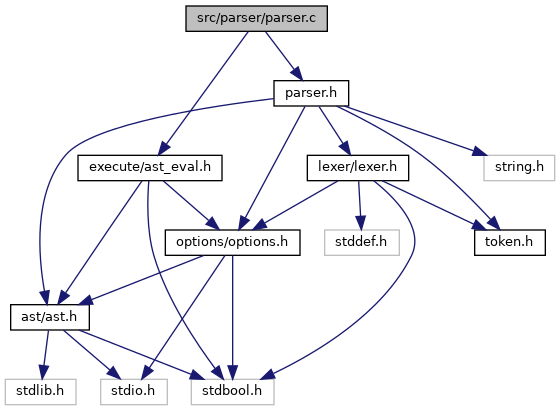 src/parser/parser.c
parser.h
execute/ast_eval.h
lexer/lexer.h
string.h
options/options.h
stddef.h
token.h
ast/ast.h
stdlib.h
stdio.h
stdbool.h